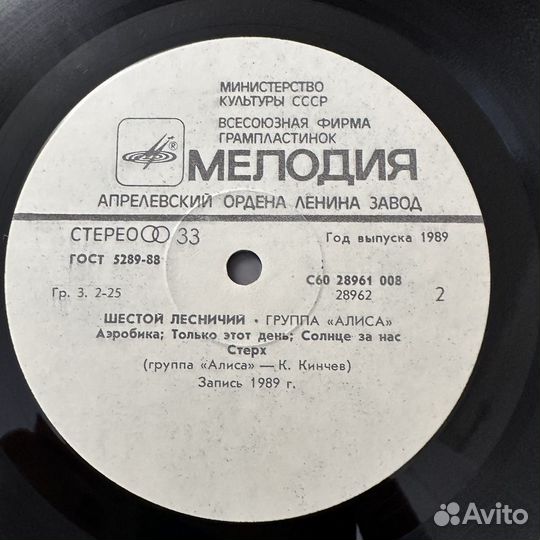 МИНИСТЕРСТВО
КУЛЬТУРЫ СССР
ВСЕСОЮЗНАЯ ФИРМА
ГРАМПЛАСТИНОК
® МЕЛОДИЯ
АПРЕЛЕВСКИЙ ОРДЕНА ЛЕНИНА ЗАВОД
СТЕРЕО 33 Год выпуска 1989
ГОСТ 5289-88
С60 28961 008
Гр. 3. 2-25 28962 2
ШЕСТОЙ ЛЕСНИЧИЙ • ГРУППА «АЛИСА»
Аэробика; Только этот день; Солнце за нас
Стерх
(группа «Алиса» — К. Кинчев)
Запись 1989 г.
Avito